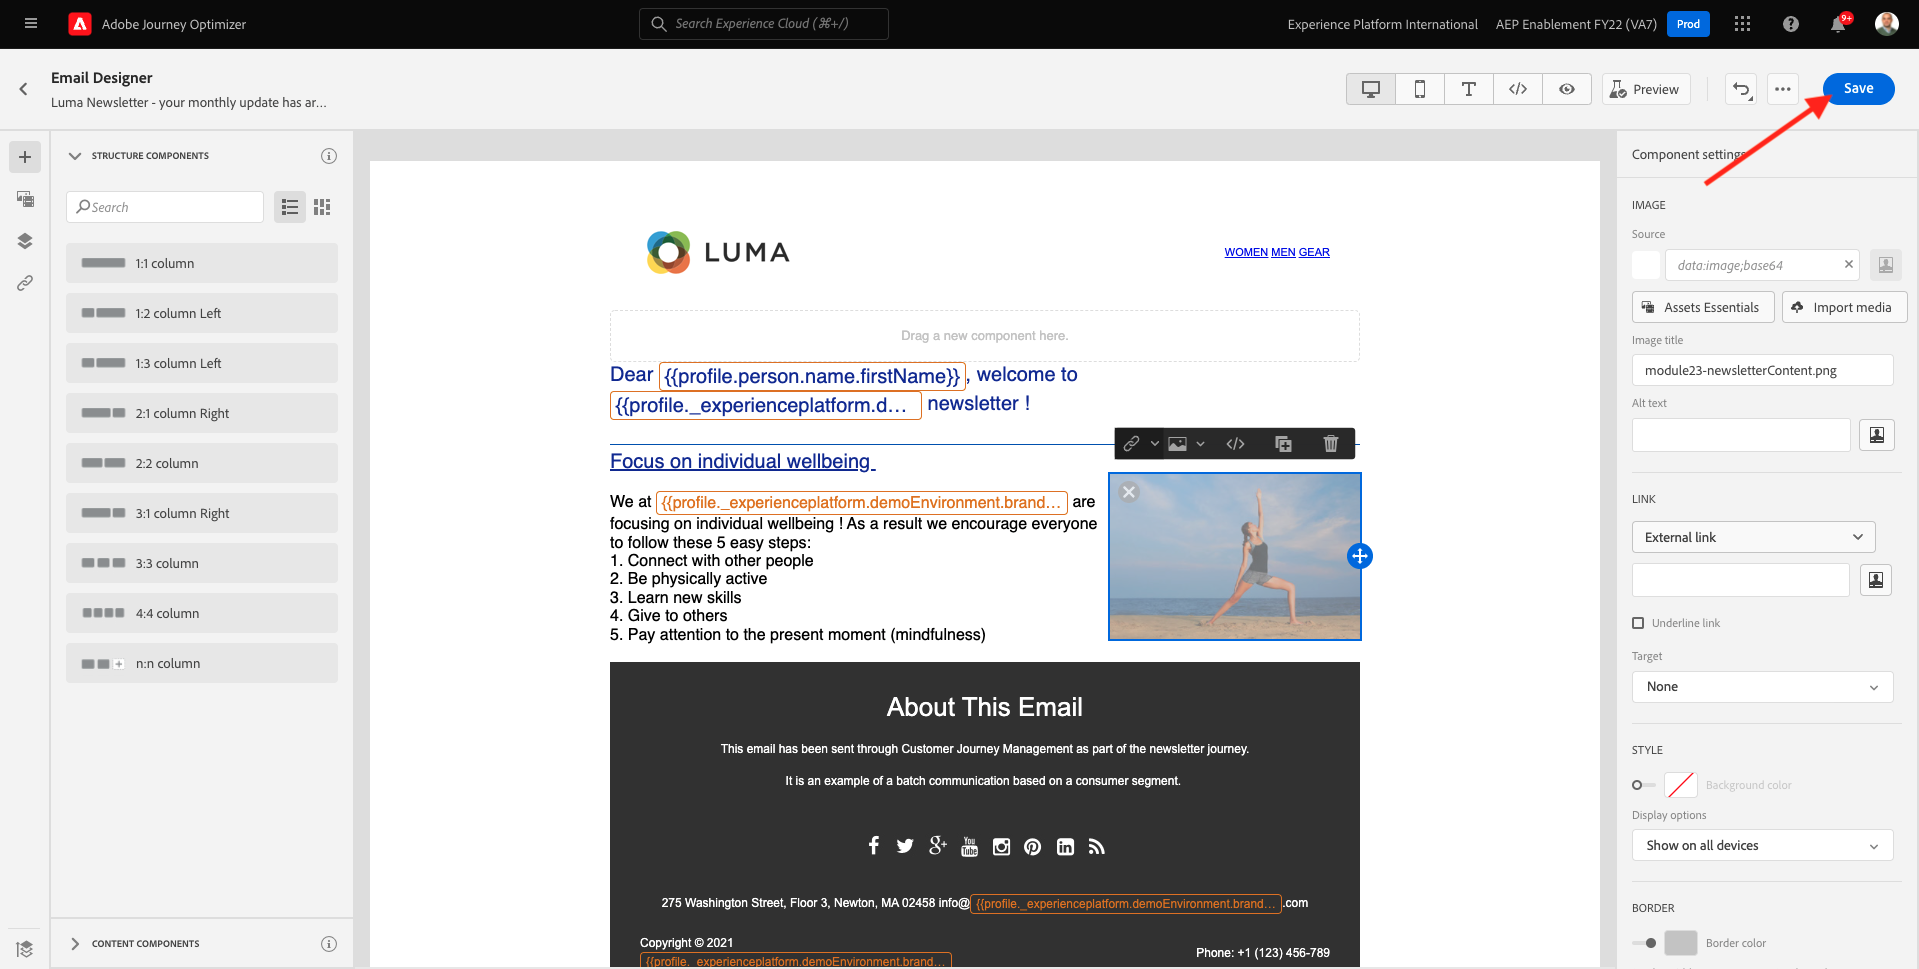 Adobe Journey Optimizer
Search Experience Cloud (⌘+/)
Experience Platform International
AEP Enablement FY22 (VA7)
Prod
9+
Email Designer
Luma Newsletter - your monthly update has ar...
Preview
Save
STRUCTURE COMPONENTS
Search
1:1 column
1:2 column Left
1:3 column Left
2:1 column Right
2:2 column
3:1 column Right
3:3 column
4:4 column
n:n column
CONTENT COMPONENTS
LUMA
WOMEN MEN GEAR
Drag a new component here.
Dear {{profile.person.name.firstName}}, welcome to
{{profile._experienceplatform.d... newsletter !
Focus on individual wellbeing
We at {{profile._experienceplatform.demoEnvironment.brand... are
focusing on individual wellbeing ! As a result we encourage everyone
to follow these 5 easy steps:
1. Connect with other people
2. Be physically active
3. Learn new skills
4. Give to others
5. Pay attention to the present moment (mindfulness)
About This Email
This email has been sent through Customer Journey Management as part of the newsletter journey.
It is an example of a batch communication based on a consumer segment.
You Tube
275 Washington Street, Floor 3, Newton, MA 02458 info@{{profile._experienceplatform.demoEnvironment.brand... .com
Copyright © 2021
{{profile._experienceplatform.demoEnvironment.brand...
Phone: +1 (123) 456-789
Component settings
IMAGE
Source
data:image;base64
Assets Essentials
Import media
Image title
module23-newsletterContent.png
Alt text
LINK
External link
Underline link
Target
None
STYLE
Background color
Display options
Show on all devices
BORDER
Border color